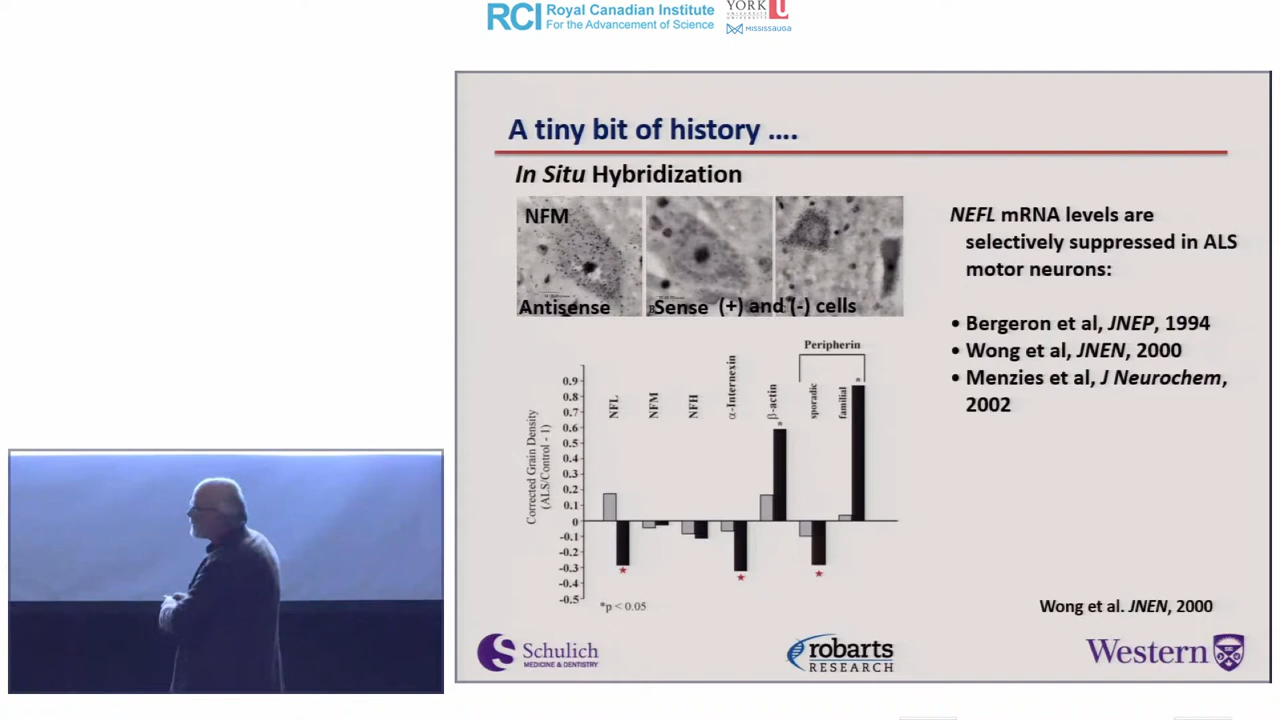 RCI Royal Canadian Institute
For the Advancement of Science
YORK U
UNIVERSITÉ
UNIVERSITY
MISSISSAUGA
A tiny bit of history ....
In Situ Hybridization
NFM
Antisense
Sense
(+) and (-) cells
NEFL mRNA levels are
selectively suppressed in ALS
motor neurons:
• Bergeron et al, JNEP, 1994
• Wong et al, JNEN, 2000
• Menzies et al, J Neurochem,
2002
Peripherin
NFL
NFM
NFH
α-Internexin
β-actin
sporadic
familial
Corrected Grain Density
(ALS/Control - 1)
0.9
0.8
0.7
0.6
0.5
0.4
0.3
0.2
0.1
0
-0.1
-0.2
-0.3
-0.4
-0.5
*p < 0.05
Wong et al. JNEN, 2000
Schulich
MEDICINE & DENTISTRY
robarts
RESEARCH
Western